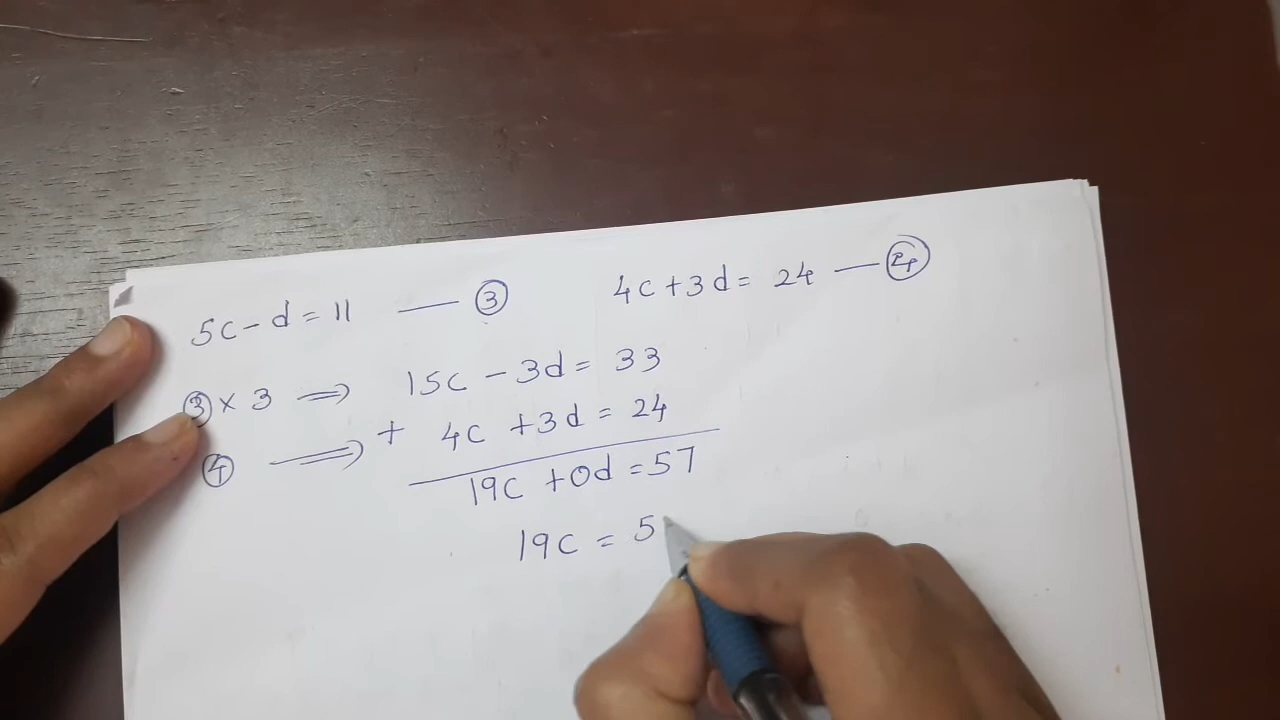 5c - d = 11 —— ③ 4c + 3d = 24 —— ④
③ × 3 ⟹ 15c - 3d = 33
④ ⟹ + 4c + 3d = 24
19c + 0d = 57
19c = 5